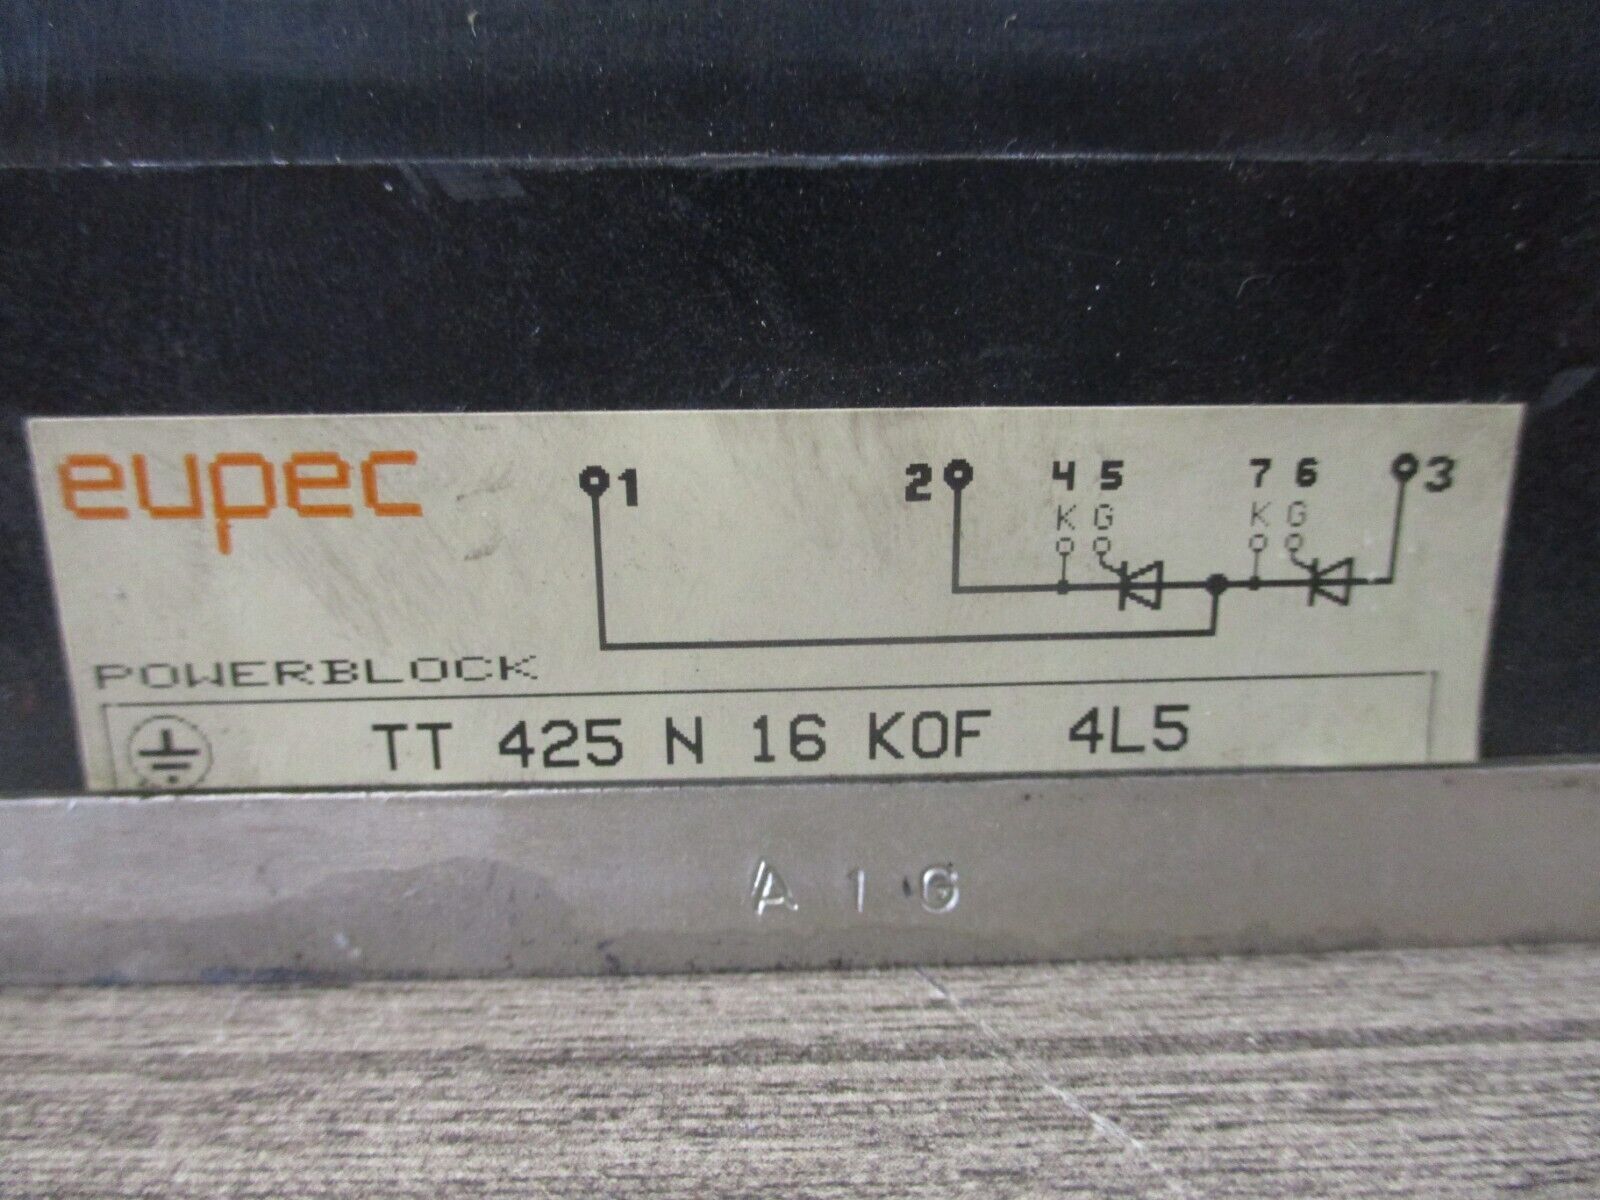 eupec
1 2 4 5 7 6 3
K G K G
POWERBLOCK
TT 425 N 16 KOF 4L5
A 1 G